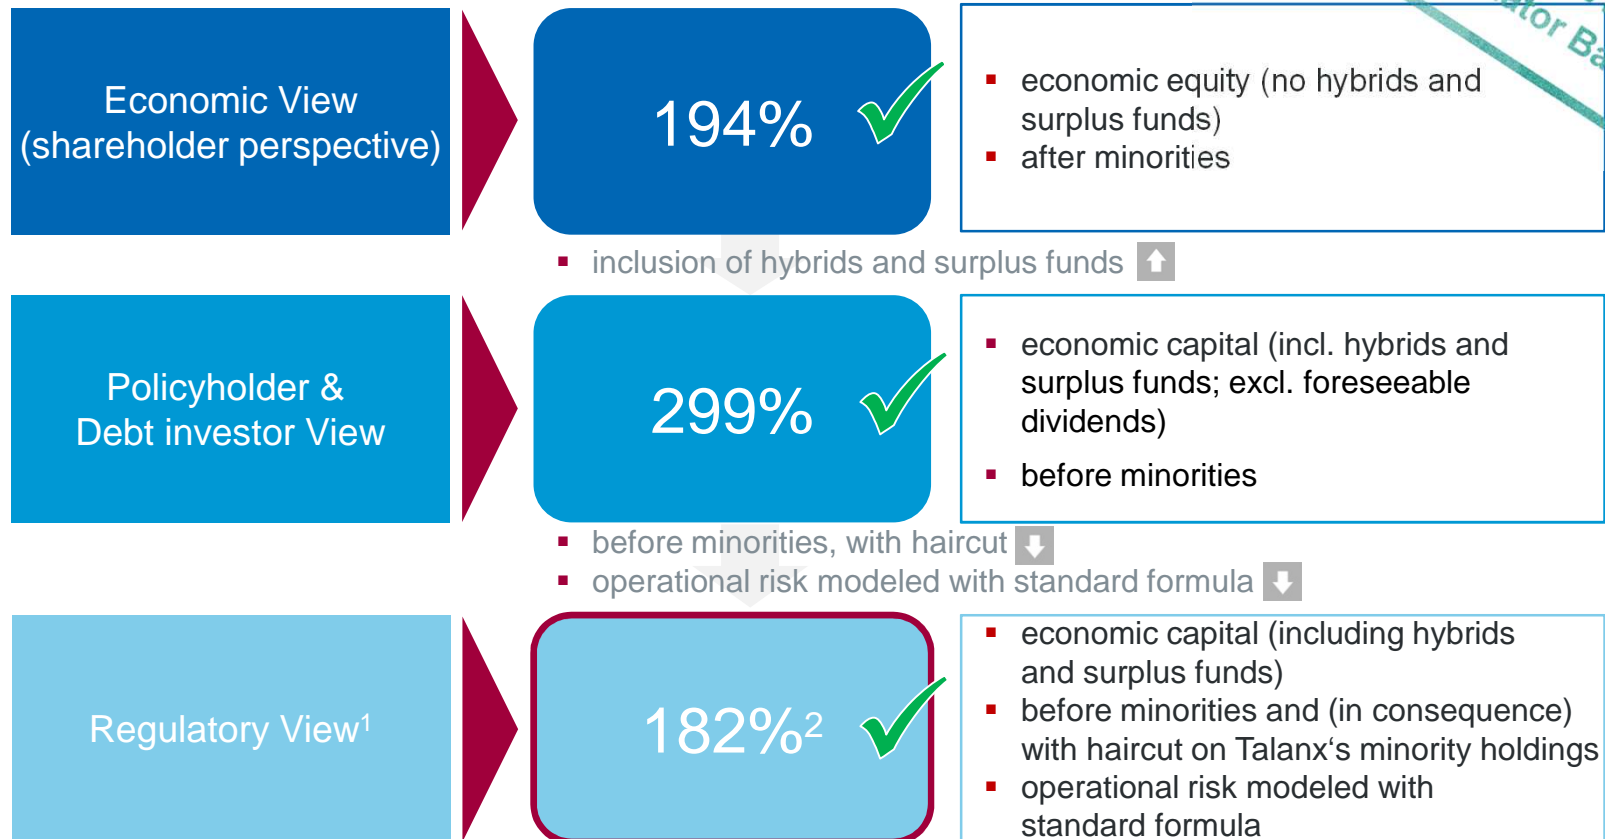 Economic View
(shareholder perspective)
194%
▪ economic equity (no hybrids and
surplus funds)
▪ after minorities
▪ inclusion of hybrids and surplus funds
Policyholder &
Debt investor View
299%
▪ economic capital (incl. hybrids and
surplus funds; excl. foreseeable
dividends)
▪ before minorities
▪ before minorities, with haircut
▪ operational risk modeled with standard formula
Regulatory View¹
182%²
▪ economic capital (including hybrids
and surplus funds)
▪ before minorities and (in consequence)
with haircut on Talanx‘s minority holdings
▪ operational risk modeled with
standard formula